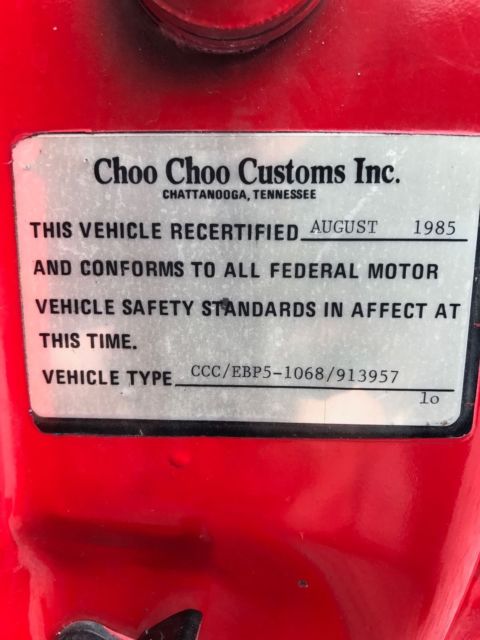 Choo Choo Customs Inc.
CHATTANOOGA, TENNESSEE
THIS VEHICLE RECERTIFIED AUGUST 1985
AND CONFORMS TO ALL FEDERAL MOTOR
VEHICLE SAFETY STANDARDS IN AFFECT AT
THIS TIME.
VEHICLE TYPE CCC/EBP5-1068/913957
10